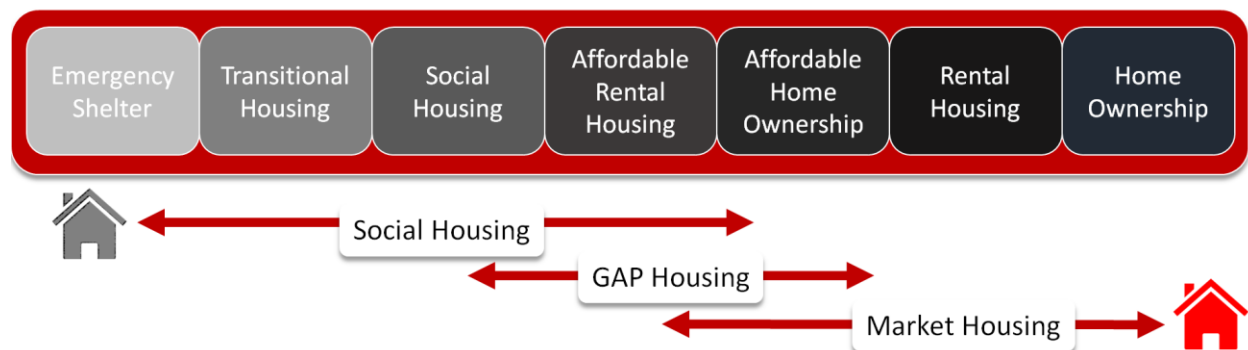 Emergency
Shelter
Transitional
Housing
Social
Housing
Affordable
Rental
Housing
Affordable
Home
Ownership
Rental
Housing
Home
Ownership
Social Housing
GAP Housing
Market Housing